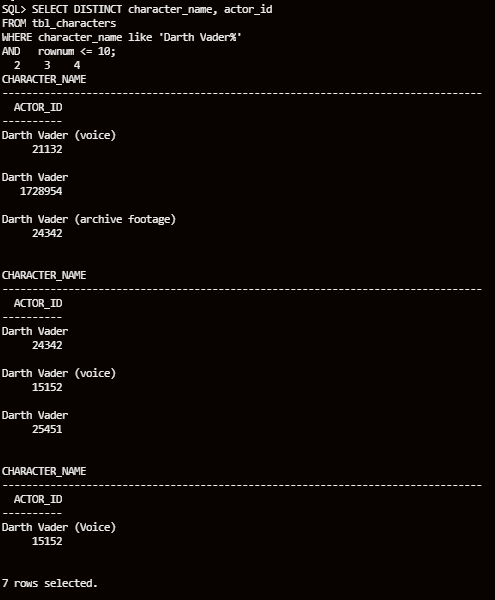 SQL> SELECT DISTINCT character_name, actor_id
FROM tbl_characters
WHERE character_name like 'Darth Vader%'
AND   rownum <= 10;
  2    3    4
CHARACTER_NAME
--------------------------------------------------------------------------------
  ACTOR_ID
----------
Darth Vader (voice)
     21132

Darth Vader
   1728954

Darth Vader (archive footage)
     24342


CHARACTER_NAME
--------------------------------------------------------------------------------
  ACTOR_ID
----------
Darth Vader
     24342

Darth Vader (voice)
     15152

Darth Vader
     25451


CHARACTER_NAME
--------------------------------------------------------------------------------
  ACTOR_ID
----------
Darth Vader (Voice)
     15152


7 rows selected.